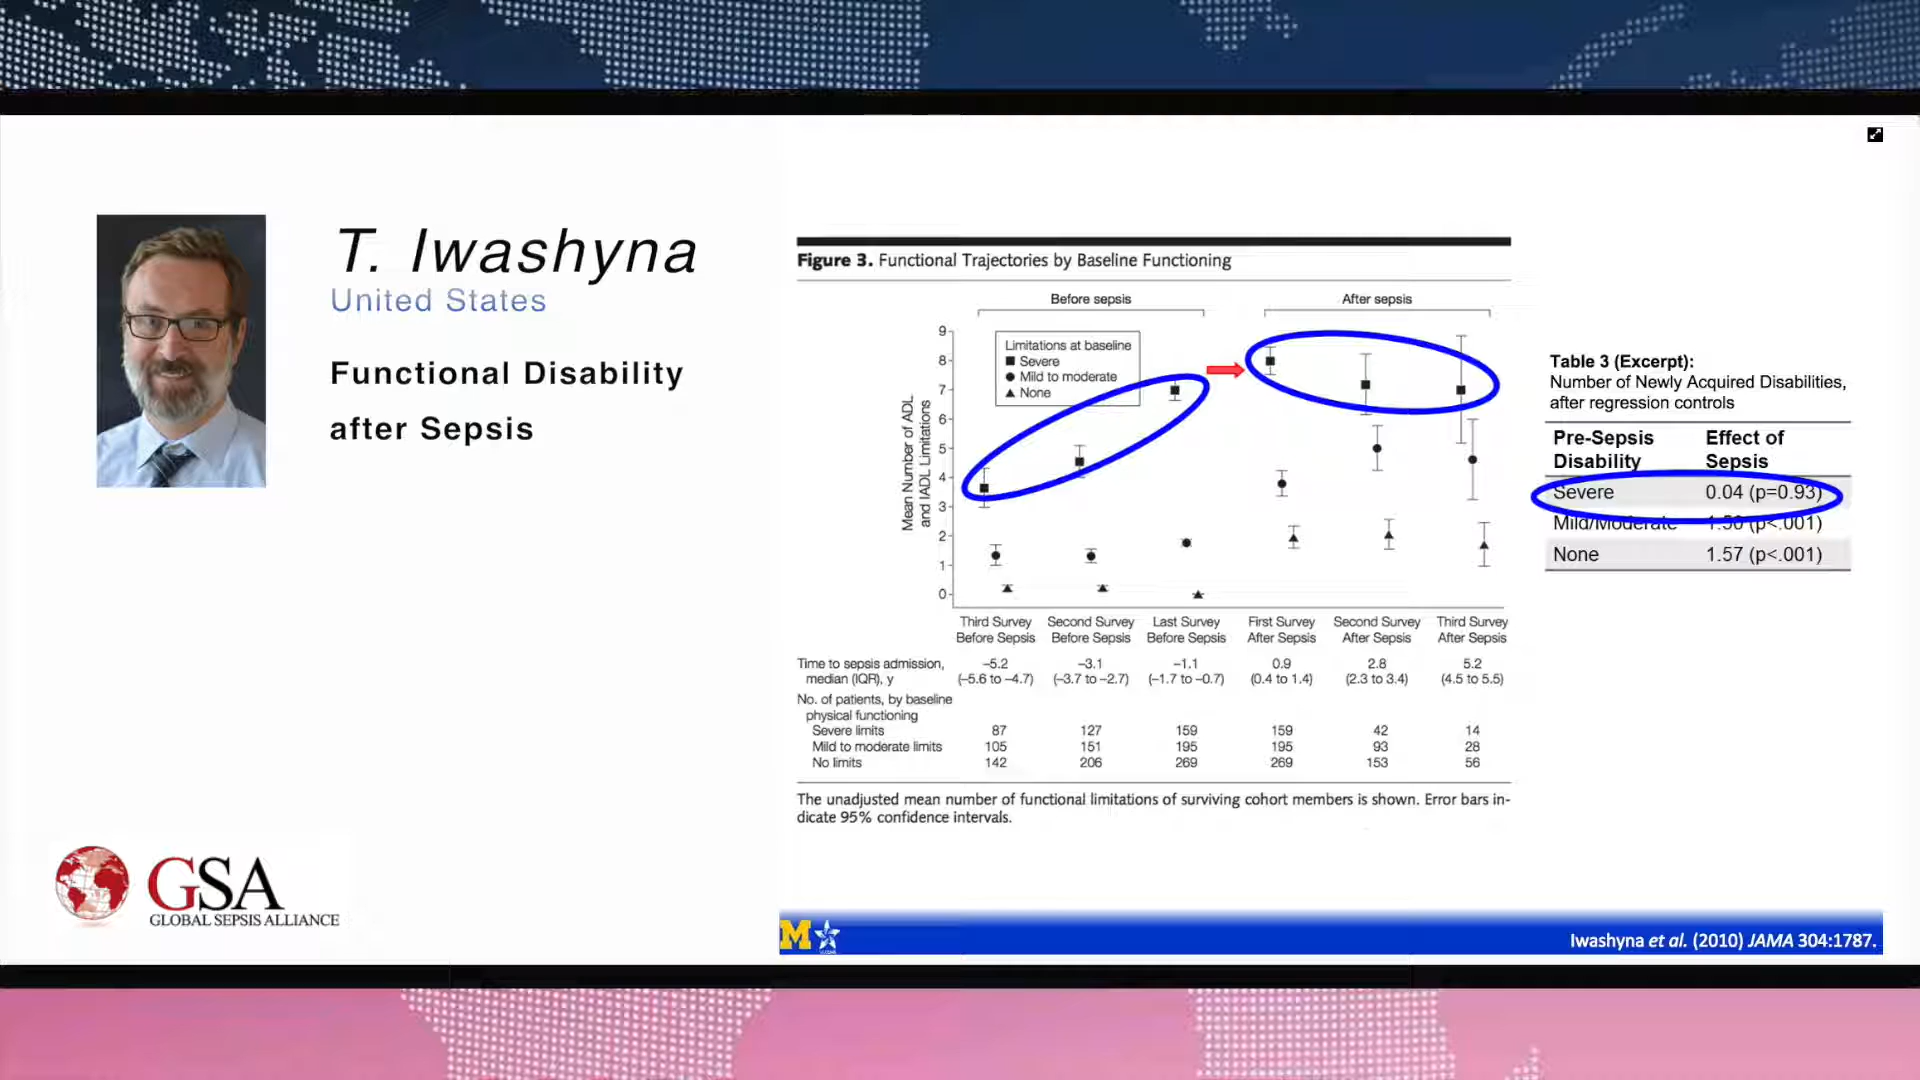 T. Iwashyna
United States
Functional Disability
after Sepsis
GSA
GLOBAL SEPSIS ALLIANCE
Figure 3. Functional Trajectories by Baseline Functioning
Before sepsis
After sepsis
Limitations at baseline
Severe
Mild to moderate
None
Mean Number of ADL
and IADL Limitations
9
8
7
6
5
4
3
2
1
0
Third Survey Second Survey Last Survey First Survey Second Survey Third Survey
Before Sepsis Before Sepsis Before Sepsis After Sepsis After Sepsis After Sepsis
Time to sepsis admission, –5.2 –3.1 –1.1 0.9 2.8 5.2
median (IQR), y (–5.6 to –4.7) (–3.7 to –2.7) (–1.7 to –0.7) (0.4 to 1.4) (2.3 to 3.4) (4.5 to 5.5)
No. of patients, by baseline
physical functioning
Severe limits 87 127 159 159 42 14
Mild to moderate limits 105 151 195 195 93 28
No limits 142 206 269 269 153 56
The unadjusted mean number of functional limitations of surviving cohort members is shown. Error bars in-
dicate 95% confidence intervals.
Table 3 (Excerpt):
Number of Newly Acquired Disabilities,
after regression controls
Pre-Sepsis Effect of
Disability Sepsis
Severe 0.04 (p=0.93)
Mild/Moderate 1.50 (p<.001)
None 1.57 (p<.001)
M
Iwashyna et al. (2010) JAMA 304:1787.